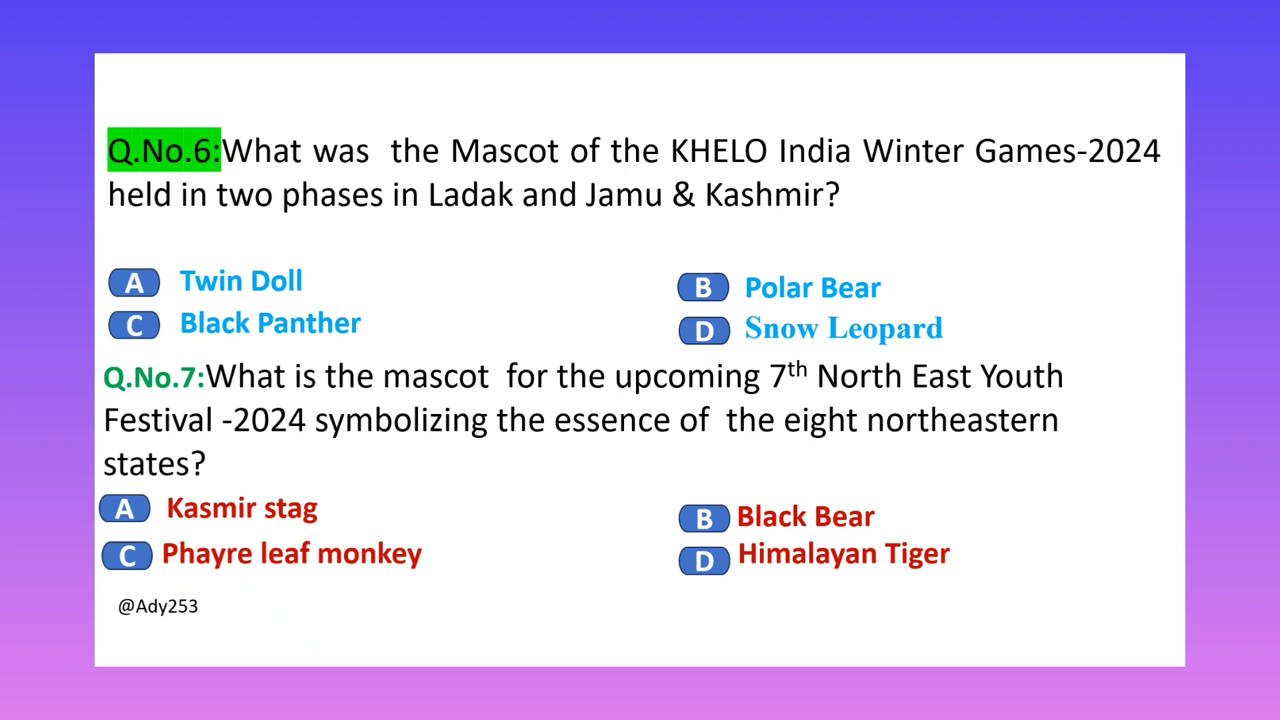 Q.No.6:What was the Mascot of the KHELO India Winter Games-2024
held in two phases in Ladak and Jamu & Kashmir?
A Twin Doll
B Polar Bear
C Black Panther
D Snow Leopard
Q.No.7:What is the mascot for the upcoming 7th North East Youth
Festival -2024 symbolizing the essence of the eight northeastern
states?
A Kasmir stag
B Black Bear
C Phayre leaf monkey
D Himalayan Tiger
@Ady253